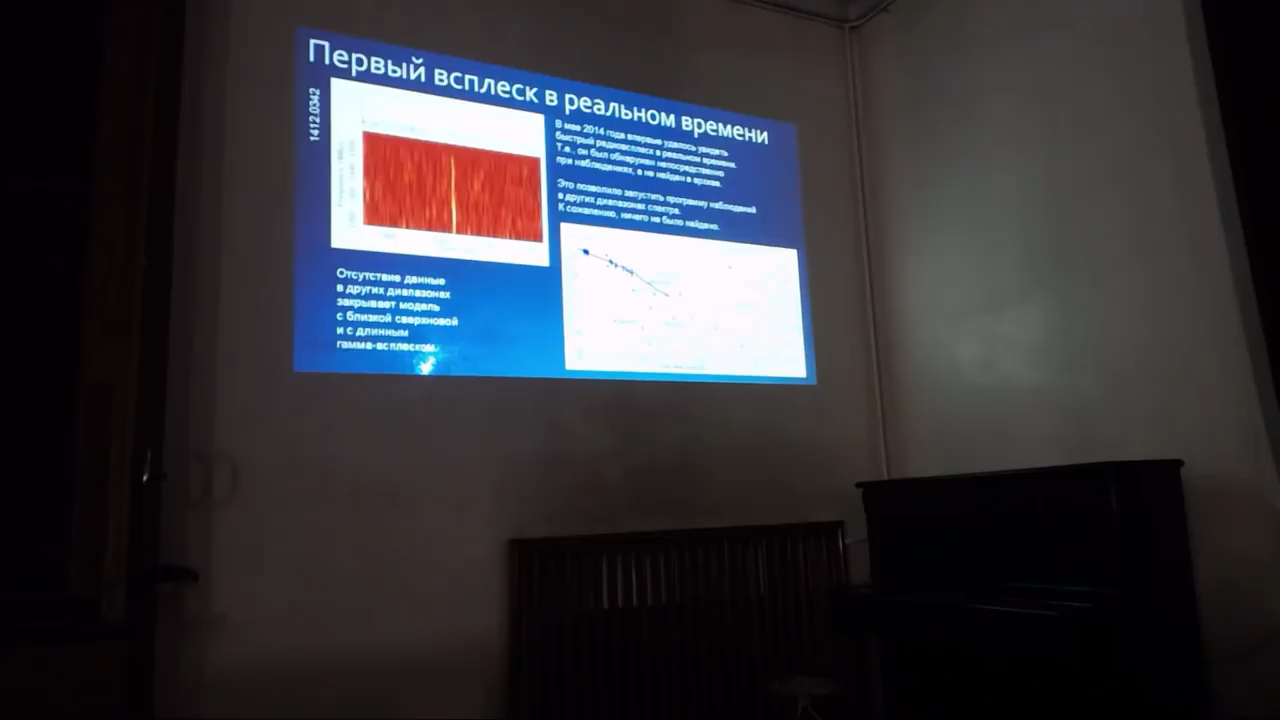 Первый всплеск в реальном времени
1412.0342
В мае 2014 года впервые удалось увидеть
быстрый радиовсплеск в реальном времени.
Т.е., он был обнаружен непосредственно
при наблюдениях, а не найден в архиве.
Это позволило запустить программу наблюдений
в других диапазонах спектра.
К сожалению, ничего не было найдено.
Отсутствие данные
в других диапазонах
закрывает модель
с близкой сверхновой
и с длинным
гамма-всплеском.